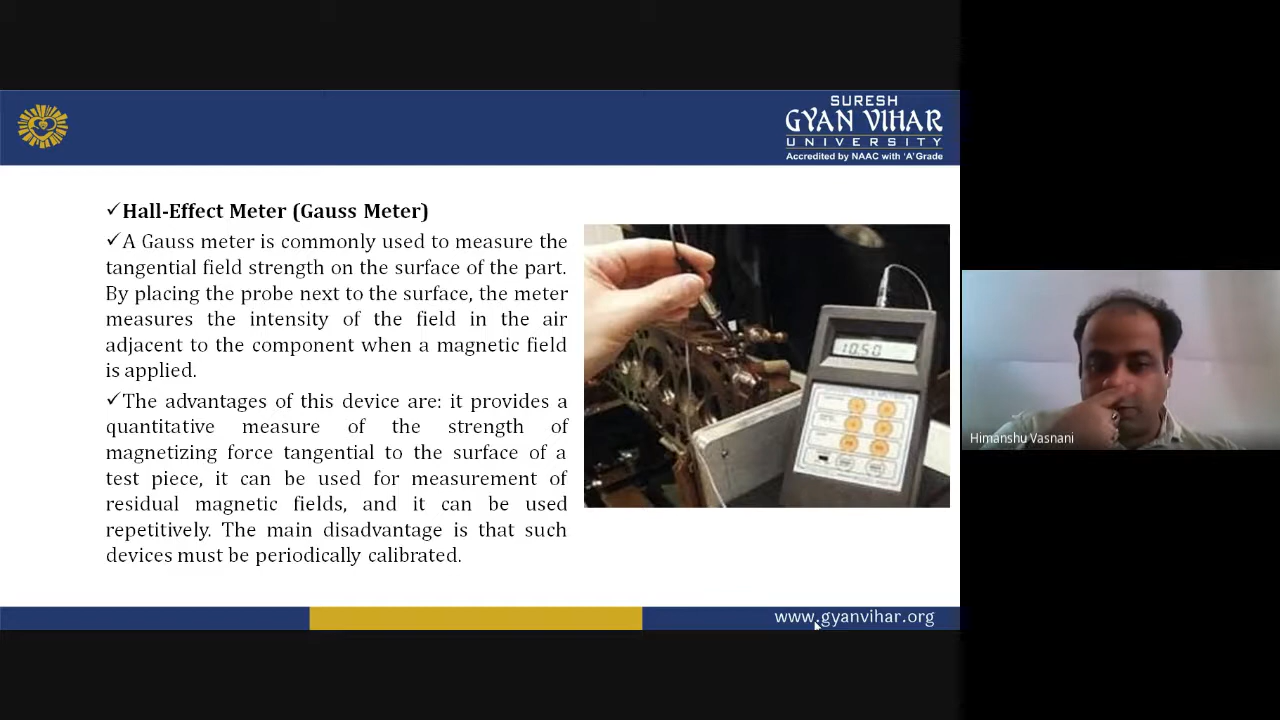 SURESH
GYAN VIHAR
UNIVERSITY
Accredited by NAAC with 'A' Grade
✓Hall-Effect Meter (Gauss Meter)
✓A Gauss meter is commonly used to measure the
tangential field strength on the surface of the part.
By placing the probe next to the surface, the meter
measures the intensity of the field in the air
adjacent to the component when a magnetic field
is applied.
✓The advantages of this device are: it provides a
quantitative measure of the strength of
magnetizing force tangential to the surface of a
test piece, it can be used for measurement of
residual magnetic fields, and it can be used
repetitively. The main disadvantage is that such
devices must be periodically calibrated.
1050
Himanshu Vasnani
www.gyanvihar.org